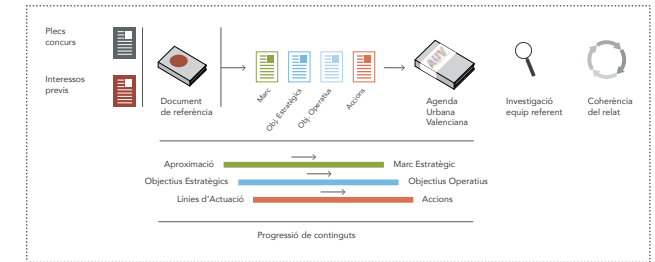 Plecs
concurs
Interessos
previs
Document
de referència
Marc
Obj. Estratègics
Obj. Operatius
Accions
AUV
Agenda
Urbana
Valenciana
Investigació
equip referent
Coherència
del relat
Aproximació
Marc Estratègic
Objectius Estratègics
Objectius Operatius
Línies d'Actuació
Accions
Progressió de continguts